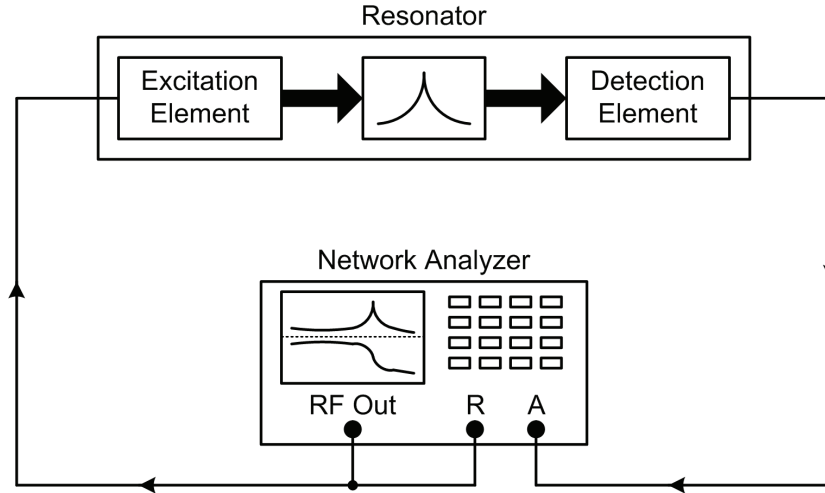 Resonator
Excitation
Element
Detection
Element
Network Analyzer
RF Out
R
A